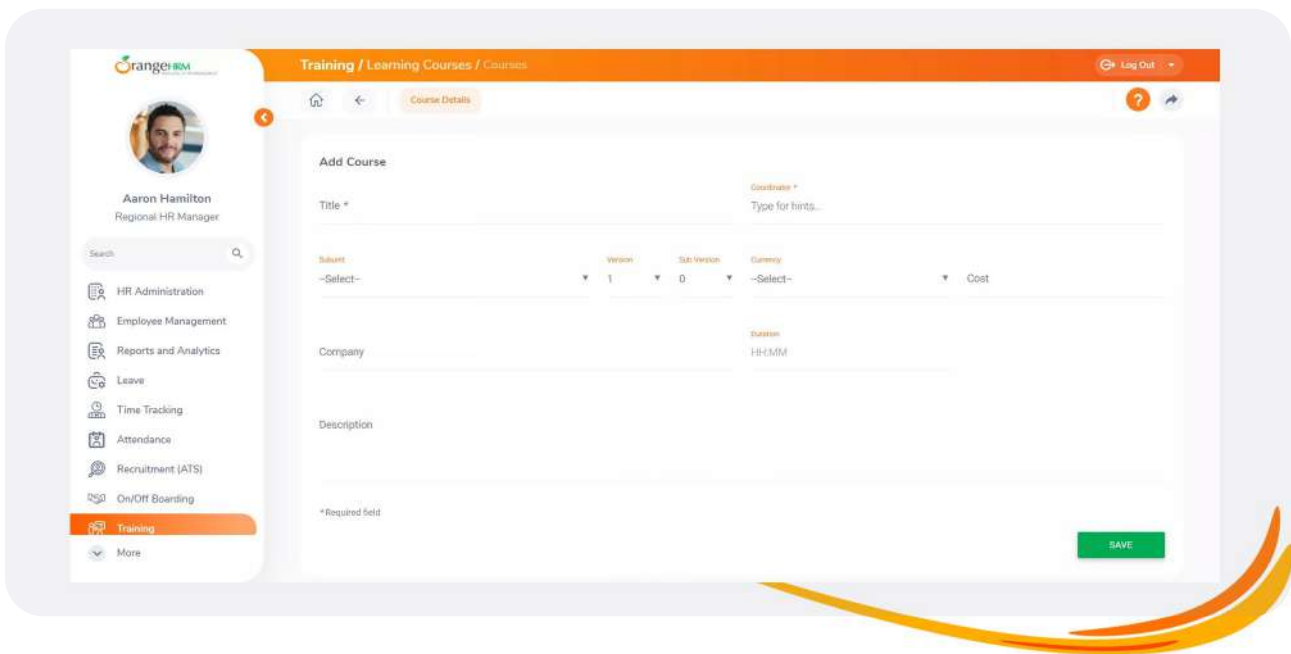 OrangeHRM
Training / Learning Courses / Courses
Log Out
Course Details
?
Aaron Hamilton
Regional HR Manager
Search
HR Administration
Employee Management
Reports and Analytics
Leave
Time Tracking
Attendance
Recruitment (ATS)
On/Off Boarding
Training
More
Add Course
Title *
Coordinator *
Type for hints...
Subunit
--Select--
Version
1
Sub Version
0
Currency
--Select--
Cost
Company
Duration
HH:MM
Description
*Required field
SAVE